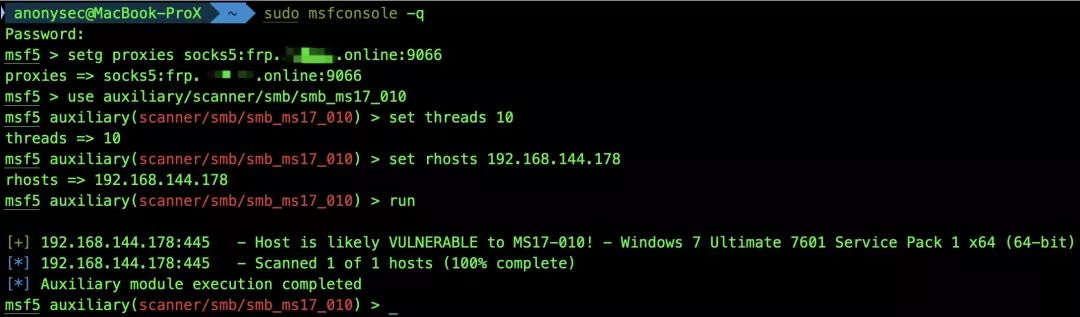 anonysec@MacBook-ProX ~ sudo msfconsole -q
Password:
msf5 > setg proxies socks5:frp. .online:9066
proxies => socks5:frp. .online:9066
msf5 > use auxiliary/scanner/smb/smb_ms17_010
msf5 auxiliary(scanner/smb/smb_ms17_010) > set threads 10
threads => 10
msf5 auxiliary(scanner/smb/smb_ms17_010) > set rhosts 192.168.144.178
rhosts => 192.168.144.178
msf5 auxiliary(scanner/smb/smb_ms17_010) > run
[+] 192.168.144.178:445 - Host is likely VULNERABLE to MS17-010! - Windows 7 Ultimate 7601 Service Pack 1 x64 (64-bit)
[*] 192.168.144.178:445 - Scanned 1 of 1 hosts (100% complete)
[*] Auxiliary module execution completed
msf5 auxiliary(scanner/smb/smb_ms17_010) > _